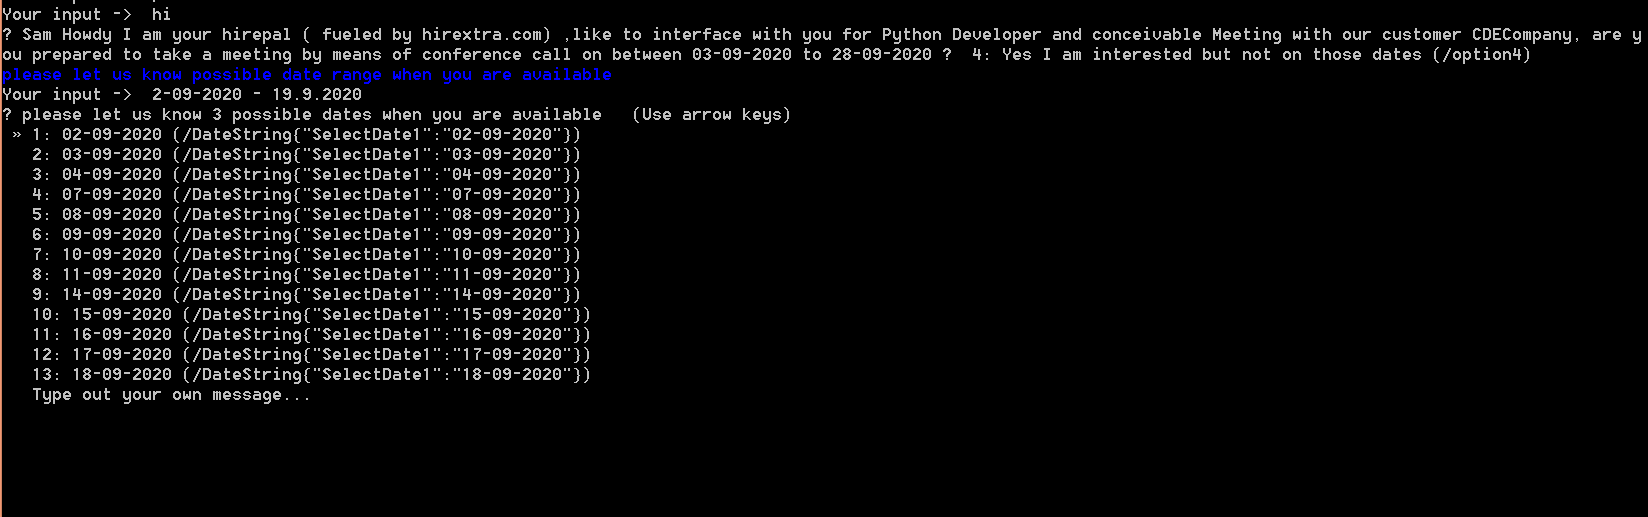 Your input ->  hi
? Sam Howdy I am your hirepal ( fueled by hirextra.com) ,like to interface with you for Python Developer and conceivable Meeting with our customer CDECompany, are y
ou prepared to take a meeting by means of conference call on between 03-09-2020 to 28-09-2020 ?  4: Yes I am interested but not on those dates (/option4)
please let us know possible date range when you are available
Your input ->  2-09-2020 - 19.9.2020
? please let us know 3 possible dates when you are available   (Use arrow keys)
» 1: 02-09-2020 (/DateString{"SelectDate1":"02-09-2020"})
2: 03-09-2020 (/DateString{"SelectDate1":"03-09-2020"})
3: 04-09-2020 (/DateString{"SelectDate1":"04-09-2020"})
4: 07-09-2020 (/DateString{"SelectDate1":"07-09-2020"})
5: 08-09-2020 (/DateString{"SelectDate1":"08-09-2020"})
6: 09-09-2020 (/DateString{"SelectDate1":"09-09-2020"})
7: 10-09-2020 (/DateString{"SelectDate1":"10-09-2020"})
8: 11-09-2020 (/DateString{"SelectDate1":"11-09-2020"})
9: 14-09-2020 (/DateString{"SelectDate1":"14-09-2020"})
10: 15-09-2020 (/DateString{"SelectDate1":"15-09-2020"})
11: 16-09-2020 (/DateString{"SelectDate1":"16-09-2020"})
12: 17-09-2020 (/DateString{"SelectDate1":"17-09-2020"})
13: 18-09-2020 (/DateString{"SelectDate1":"18-09-2020"})
Type out your own message...